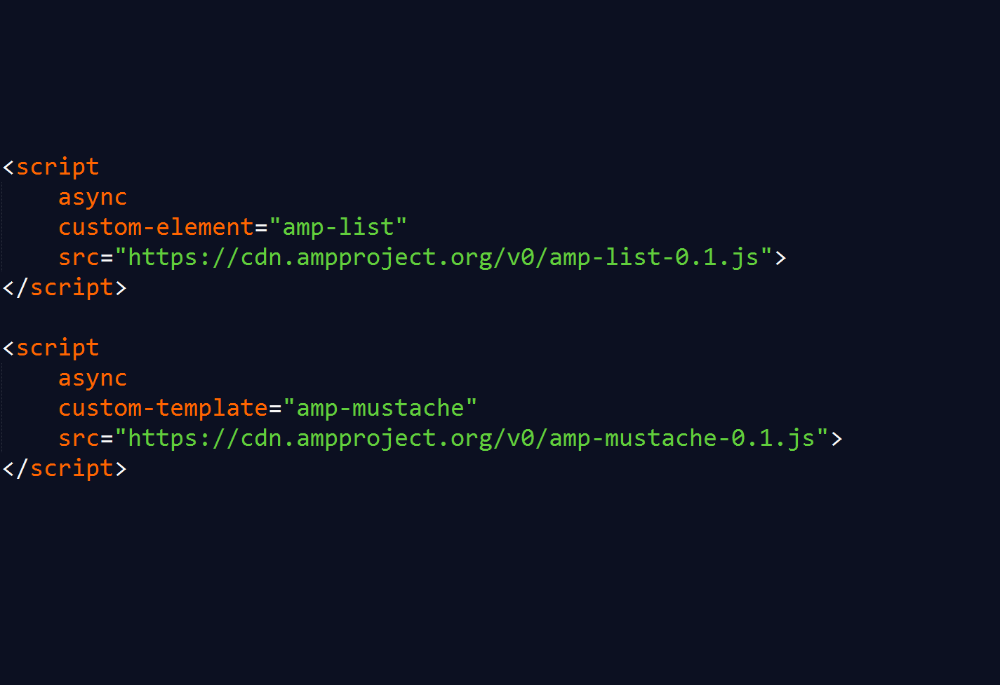 <script
    async
    custom-element="amp-list"
    src="https://cdn.ampproject.org/v0/amp-list-0.1.js">
</script>

<script
    async
    custom-template="amp-mustache"
    src="https://cdn.ampproject.org/v0/amp-mustache-0.1.js">
</script>